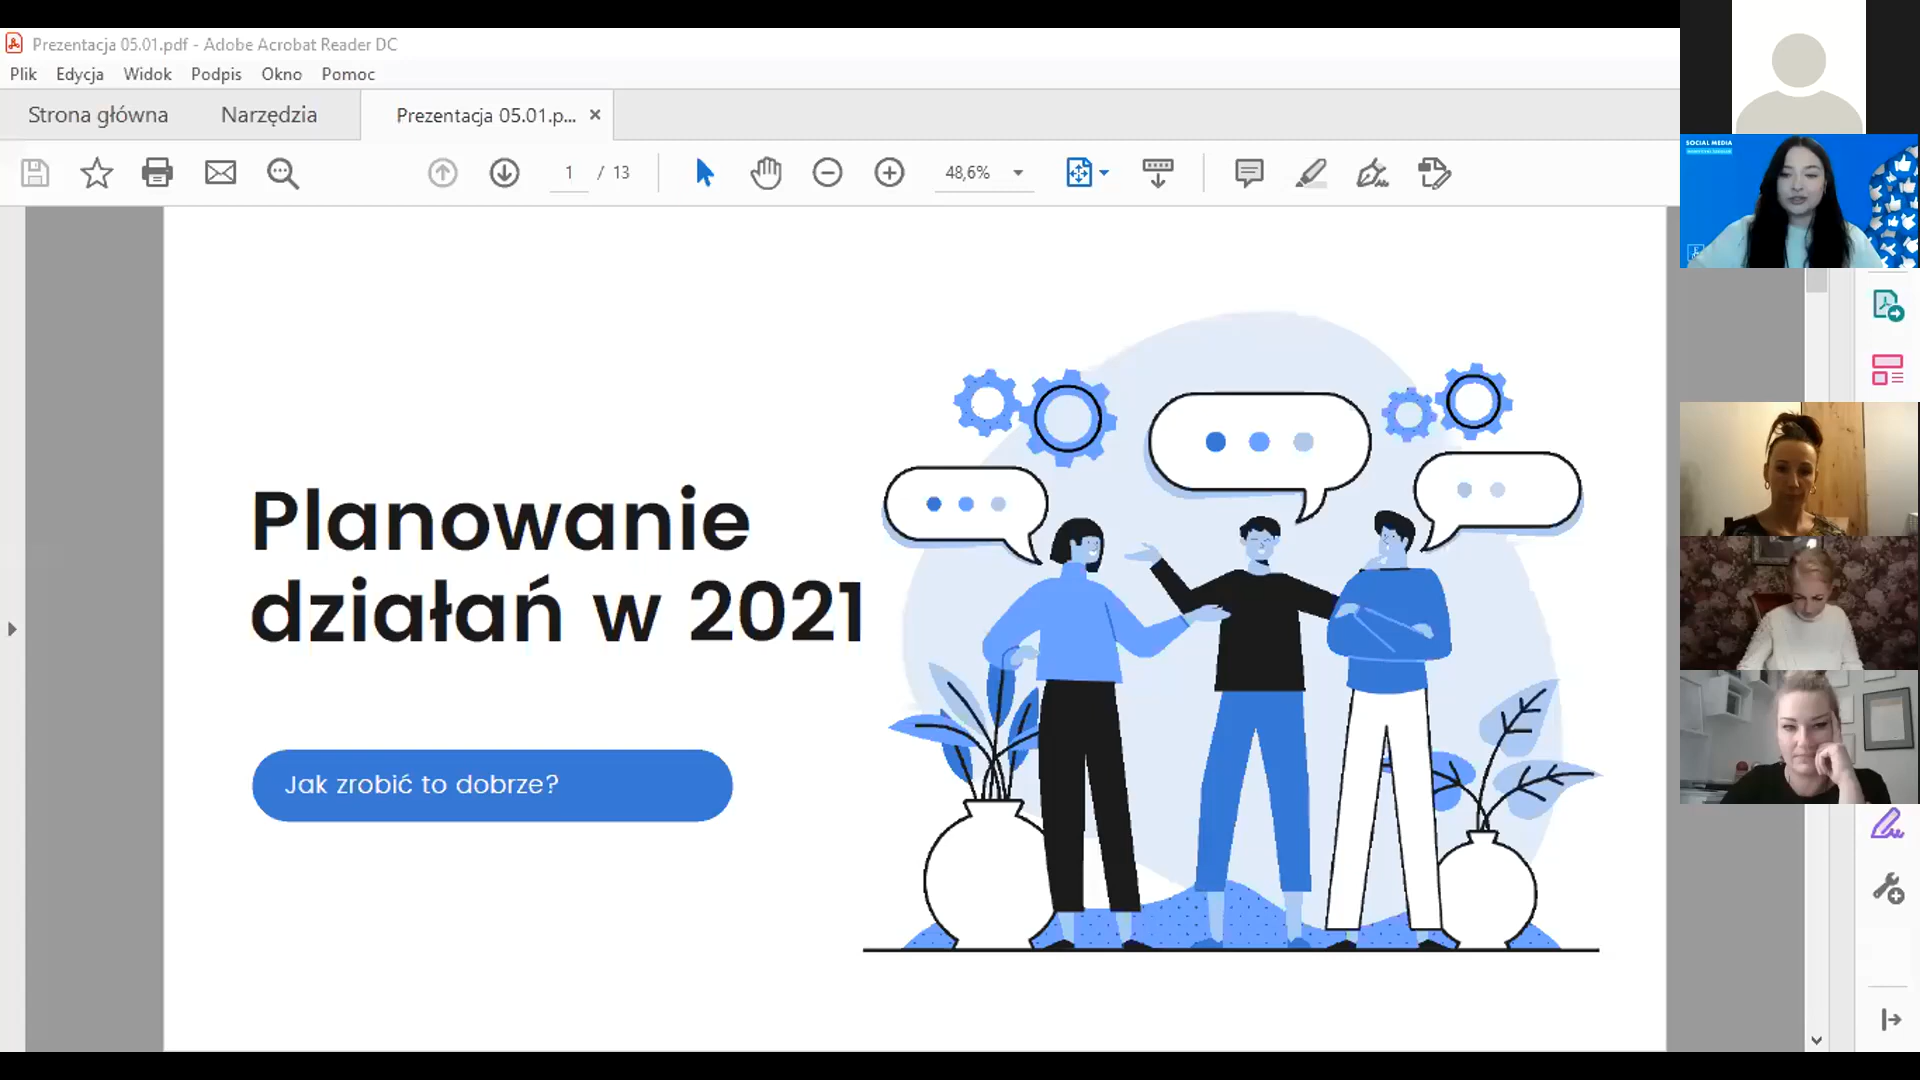 Prezentacja 05.01.pdf - Adobe Acrobat Reader DC
Plik Edycja Widok Podpis Okno Pomoc
Strona główna Narzędzia Prezentacja 05.01.p... ×
1 / 13 48,6%
Planowanie
działań w 2021
Jak zrobić to dobrze?
SOCIAL MEDIA